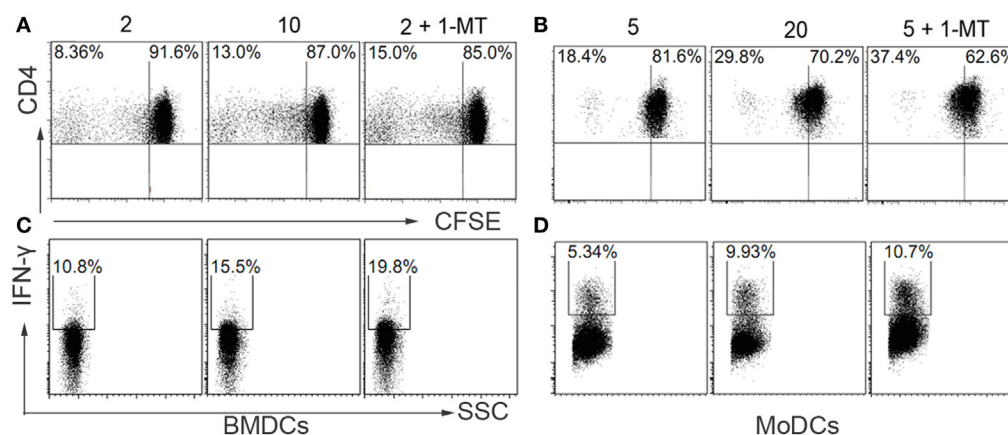 A 2 10 2 + 1-MT
CD4
8.36% 91.6% 13.0% 87.0% 15.0% 85.0%
CFSE
B 5 20 5 + 1-MT
18.4% 81.6% 29.8% 70.2% 37.4% 62.6%
C
IFN-γ
10.8% 15.5% 19.8%
SSC
BMDCs
D
5.34% 9.93% 10.7%
MoDCs